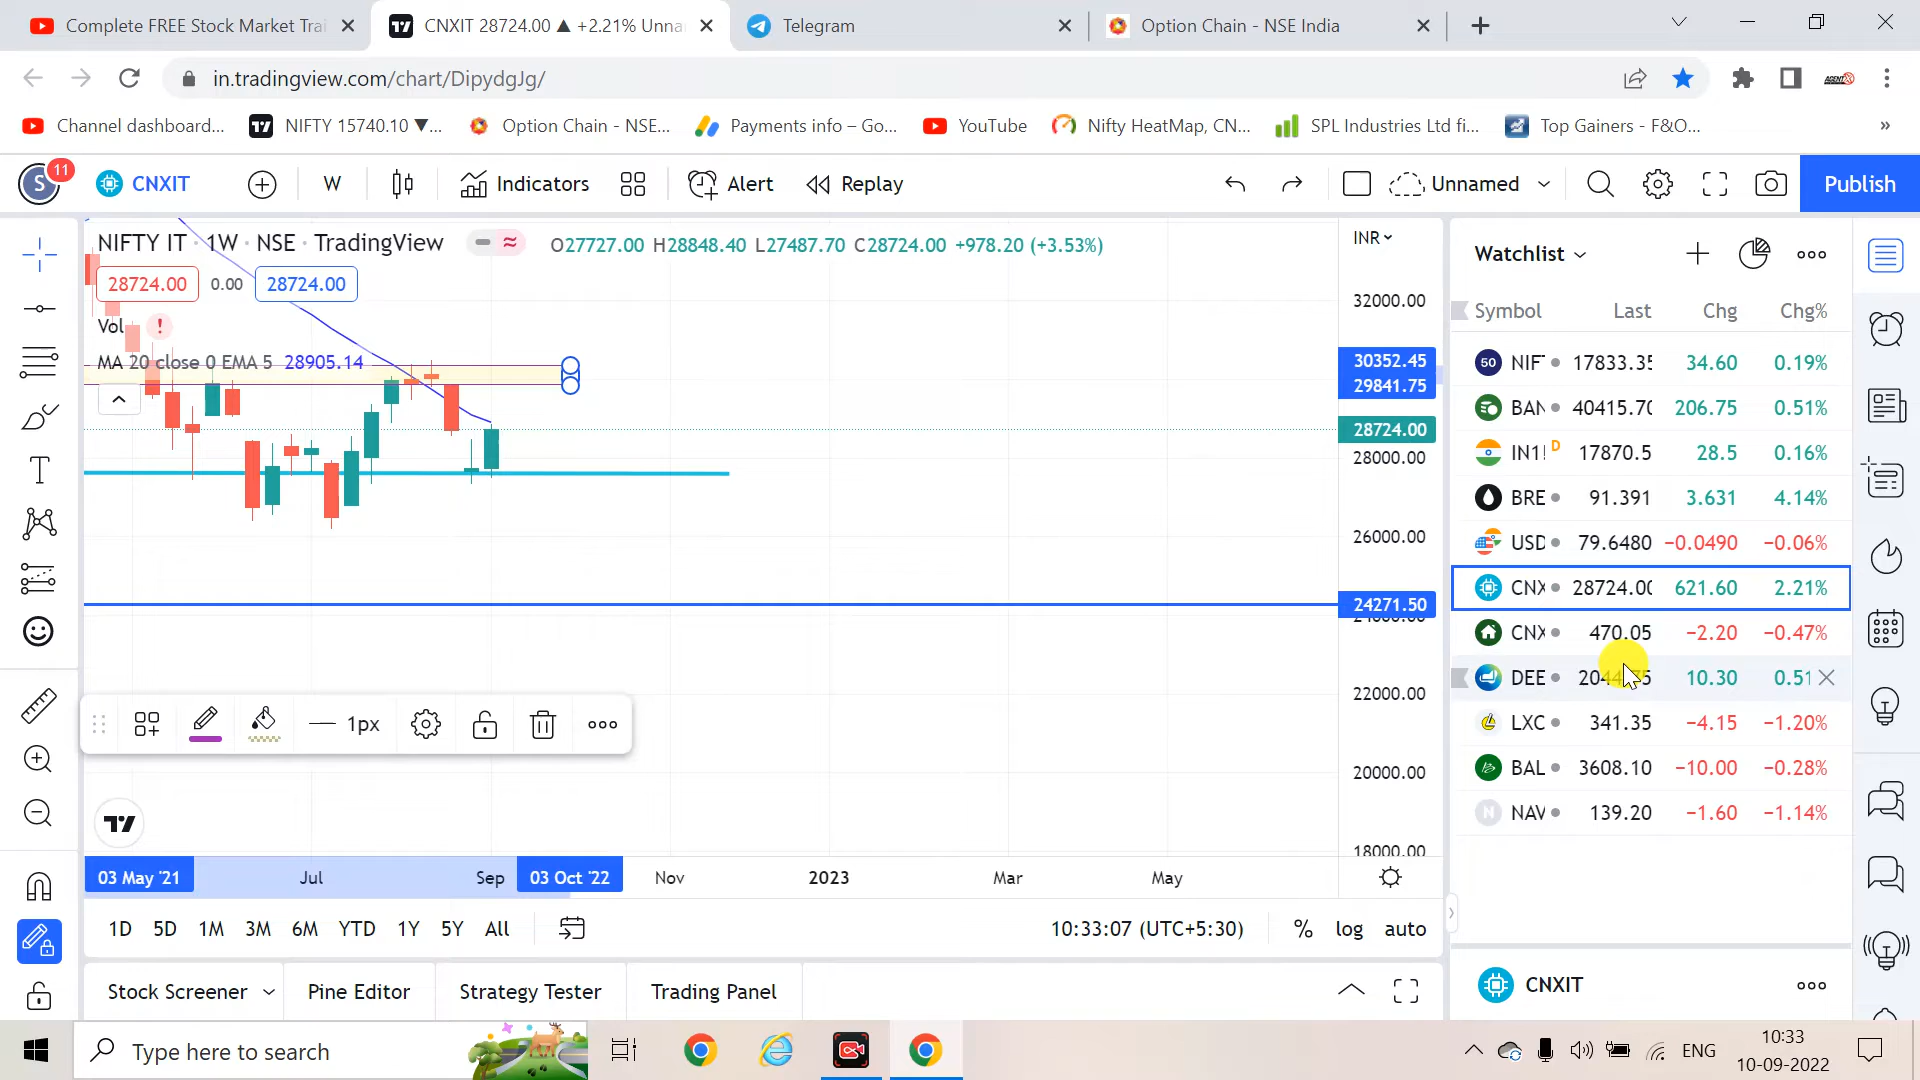 Complete FREE Stock Market Trai
CNXIT 28724.00 ▲ +2.21% Unna
Telegram
Option Chain - NSE India
in.tradingview.com/chart/DipydgJg/
Channel dashboard...
NIFTY 15740.10 ▼...
Option Chain - NSE...
Payments info – Go...
YouTube
Nifty HeatMap, CN...
SPL Industries Ltd fi...
Top Gainers - F&O...
»
S
11
CNXIT
W
Indicators
Alert
Replay
Unnamed
Publish
NIFTY IT · 1W · NSE · TradingView
O27727.00 H28848.40 L27487.70 C28724.00 +978.20 (+3.53%)
28724.00 0.00 28724.00
Vol !
MA 20 close 0 EMA 5 28905.14
INR
32000.00
30352.45
29841.75
28724.00
28000.00
26000.00
24271.50
22000.00
20000.00
18000.00
1px
03 May '21 Jul Sep 03 Oct '22 Nov 2023 Mar May
1D 5D 1M 3M 6M YTD 1Y 5Y All
10:33:07 (UTC+5:30) % log auto
Stock Screener Pine Editor Strategy Tester Trading Panel
Watchlist
Symbol Last Chg Chg%
50 NIF 17833.35 34.60 0.19%
BAN 40415.70 206.75 0.51%
IN1! D 17870.5 28.5 0.16%
BRE 91.391 3.631 4.14%
USD 79.6480 −0.0490 −0.06%
CNX 28724.00 621.60 2.21%
CNX 470.05 −2.20 −0.47%
DEE 10.30 0.51
LXC 341.35 −4.15 −1.20%
BAL 3608.10 −10.00 −0.28%
N NAV 139.20 −1.60 −1.14%
CNXIT
Type here to search
ENG
10:33
10-09-2022